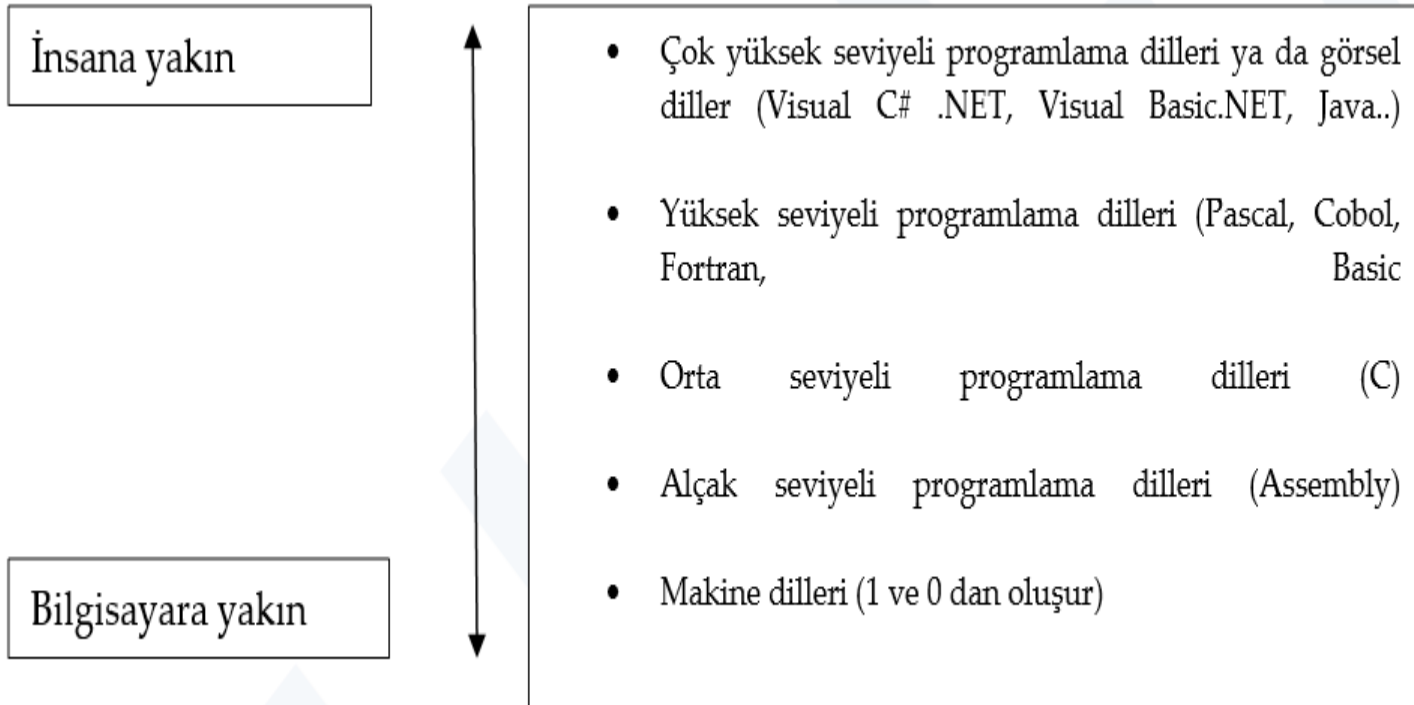 İnsana yakın
• Çok yüksek seviyeli programlama dilleri ya da görsel
diller (Visual C# .NET, Visual Basic.NET, Java..)
• Yüksek seviyeli programlama dilleri (Pascal, Cobol,
Fortran, Basic
• Orta seviyeli programlama dilleri (C)
• Alçak seviyeli programlama dilleri (Assembly)
• Makine dilleri (1 ve 0 dan oluşur)
Bilgisayara yakın